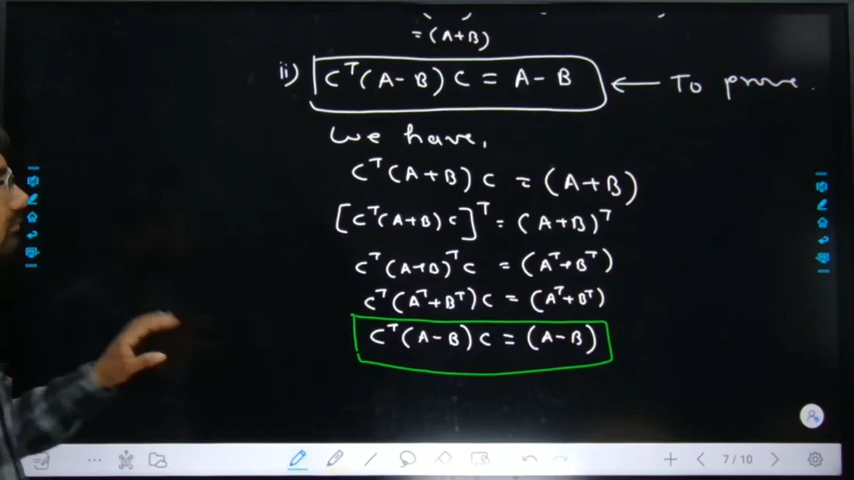 = (A+B)
ii) Cᵀ(A-B) C = A-B ← To prove.
We have,
Cᵀ(A+B) C = (A+B)
[Cᵀ(A+B) C]ᵀ = (A+B)ᵀ
Cᵀ(A+B)ᵀC = (Aᵀ+Bᵀ)
Cᵀ(Aᵀ+Bᵀ)C = (Aᵀ+Bᵀ)
Cᵀ(A-B) C = (A-B)
7/10